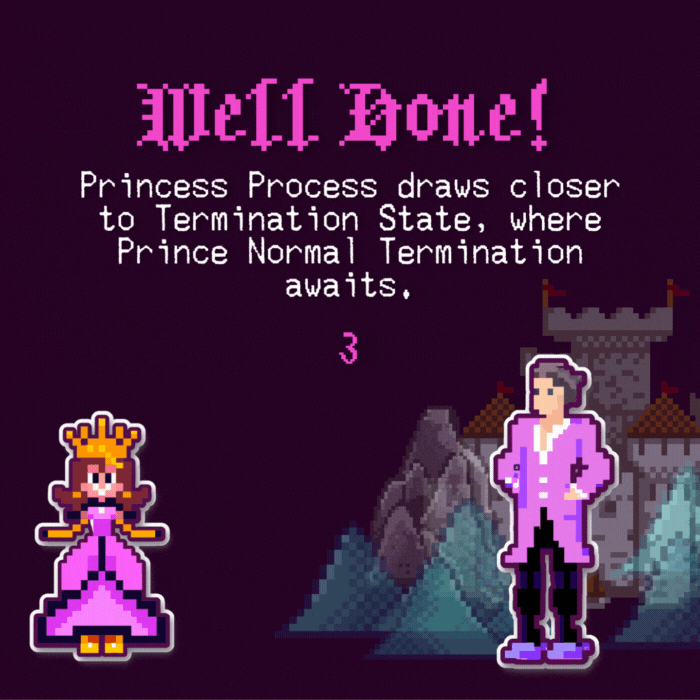 Well Done!
Princess Process draws closer
to Termination State, where
Prince Normal Termination
awaits.
3